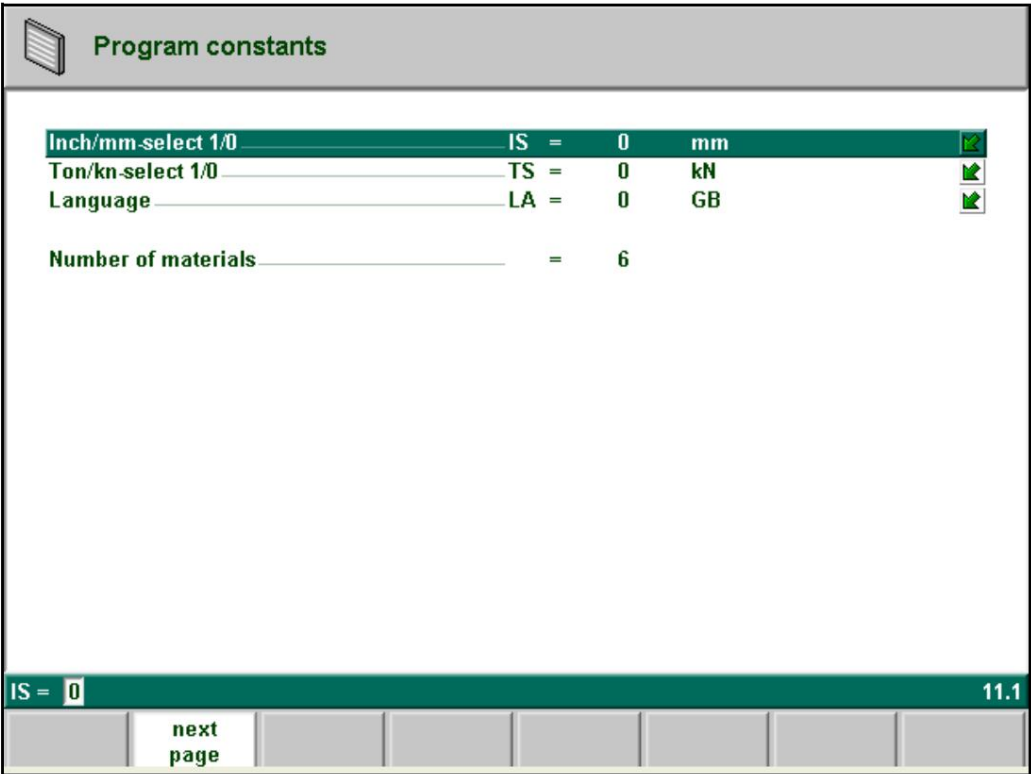 Program constants
Inch/mm-select 1/0 IS = 0 mm
Ton/kn-select 1/0 TS = 0 kN
Language LA = 0 GB
Number of materials = 6
IS = 0 11.1
next
page